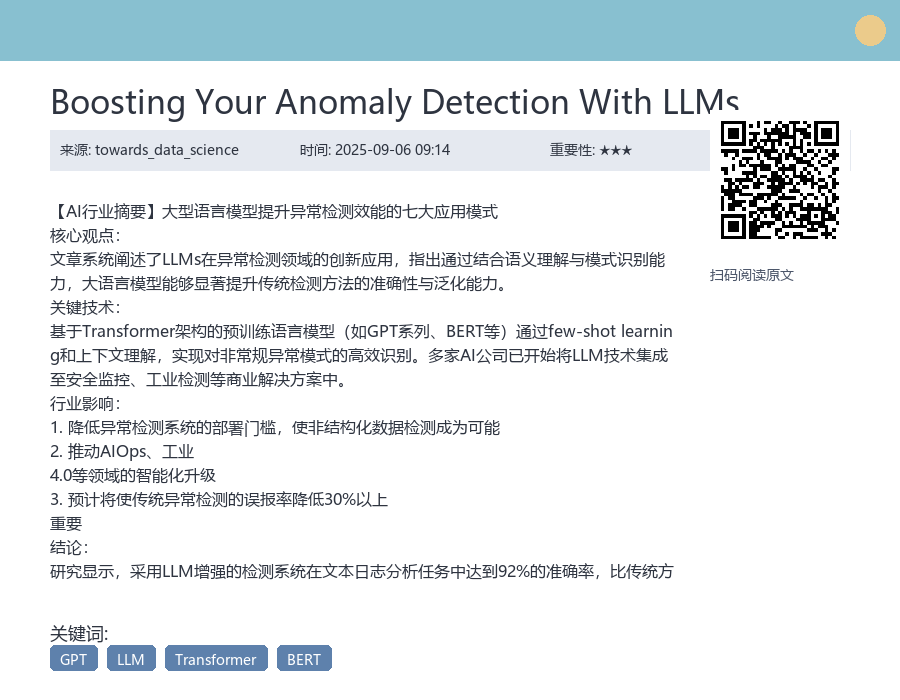 Boosting Your Anomaly Detection With LLMs
来源: towards_data_science 时间: 2025-09-06 09:14 重要性: ★★★
扫码阅读原文
【AI行业摘要】大型语言模型提升异常检测效能的七大应用模式
核心观点：
文章系统阐述了LLMs在异常检测领域的创新应用，指出通过结合语义理解与模式识别能
力，大语言模型能够显著提升传统检测方法的准确性与泛化能力。
关键技术：
基于Transformer架构的预训练语言模型（如GPT系列、BERT等）通过few-shot learnin
g和上下文理解，实现对非常规异常模式的高效识别。多家AI公司已开始将LLM技术集成
至安全监控、工业检测等商业解决方案中。
行业影响：
1. 降低异常检测系统的部署门槛，使非结构化数据检测成为可能
2. 推动AIOps、工业
4.0等领域的智能化升级
3. 预计将使传统异常检测的误报率降低30%以上
重要
结论：
研究显示，采用LLM增强的检测系统在文本日志分析任务中达到92%的准确率，比传统方
关键词:
GPT LLM Transformer BERT